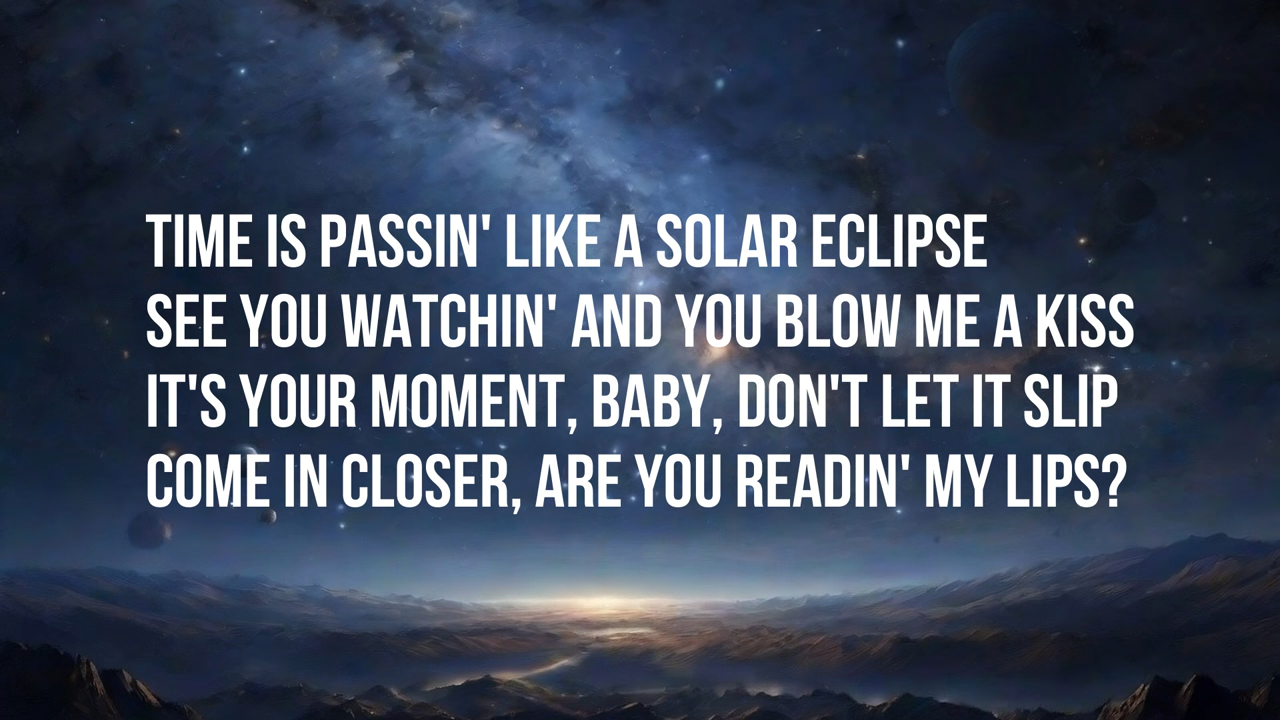 TIME IS PASSIN' LIKE A SOLAR ECLIPSE
SEE YOU WATCHIN' AND YOU BLOW ME A KISS
IT'S YOUR MOMENT, BABY, DON'T LET IT SLIP
COME IN CLOSER, ARE YOU READIN' MY LIPS?